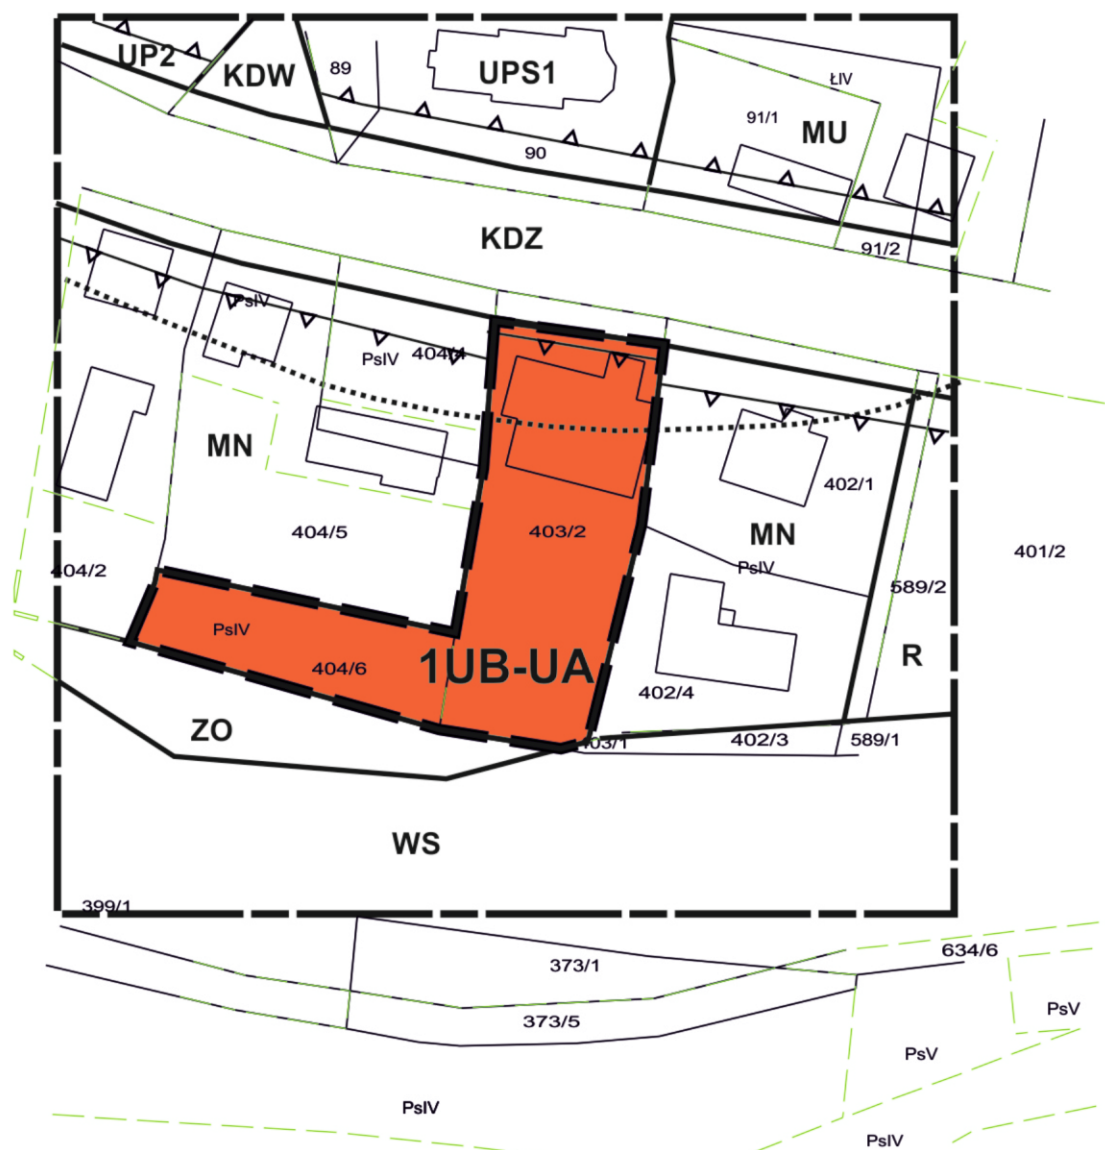 UP2
KDW
89
UPS1
ŁIV
91/1
MU
90
KDZ
91/2
PsIV
PsIV
404/4
MN
402/1
404/5
403/2
MN
401/2
404/2
PsIV
589/2
PsIV
R
404/6
1UB-UA
402/4
ZO
403/1
402/3
589/1
WS
399/1
634/6
373/1
PsV
373/5
PsV
PsIV
PsIV